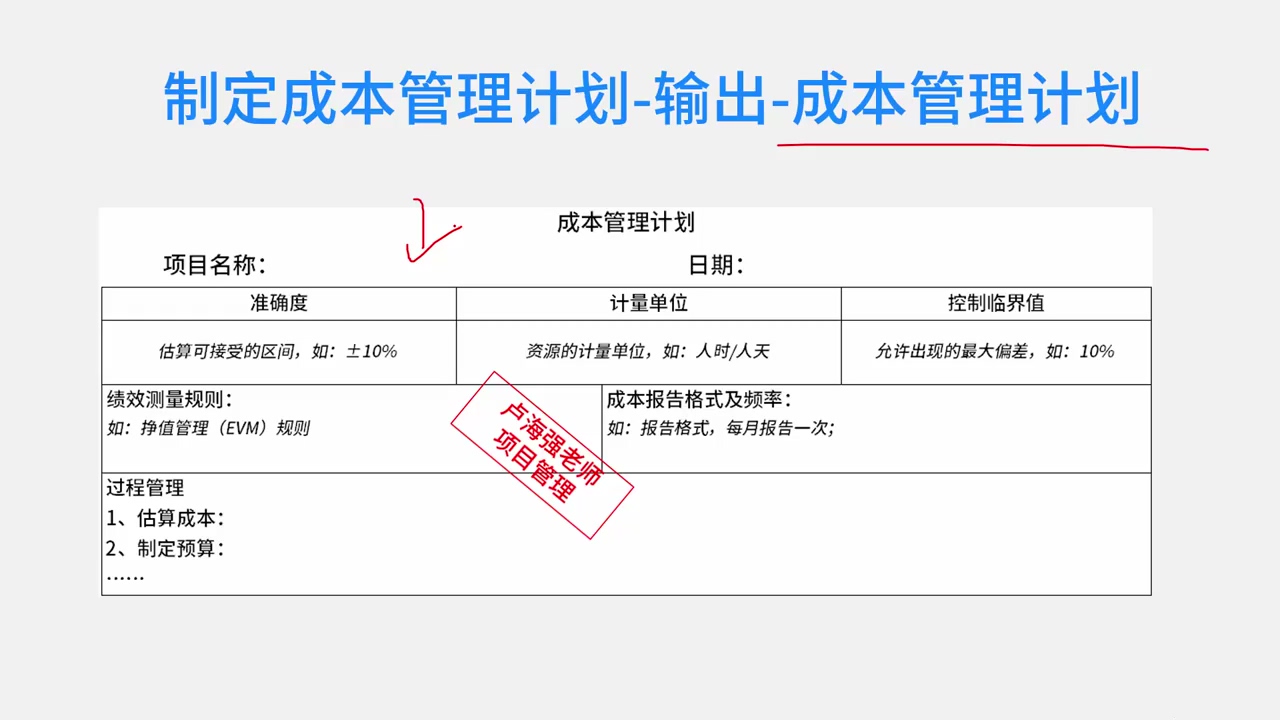 制定成本管理计划-输出-成本管理计划
成本管理计划
项目名称： 日期：
准确度 计量单位 控制临界值
估算可接受的区间，如：±10% 资源的计量单位，如：人时/人天 允许出现的最大偏差，如：10%
绩效测量规则： 成本报告格式及频率：
如：挣值管理（EVM）规则 如：报告格式，每月报告一次；
卢海强老师
项目管理
过程管理
1、估算成本：
2、制定预算：
……